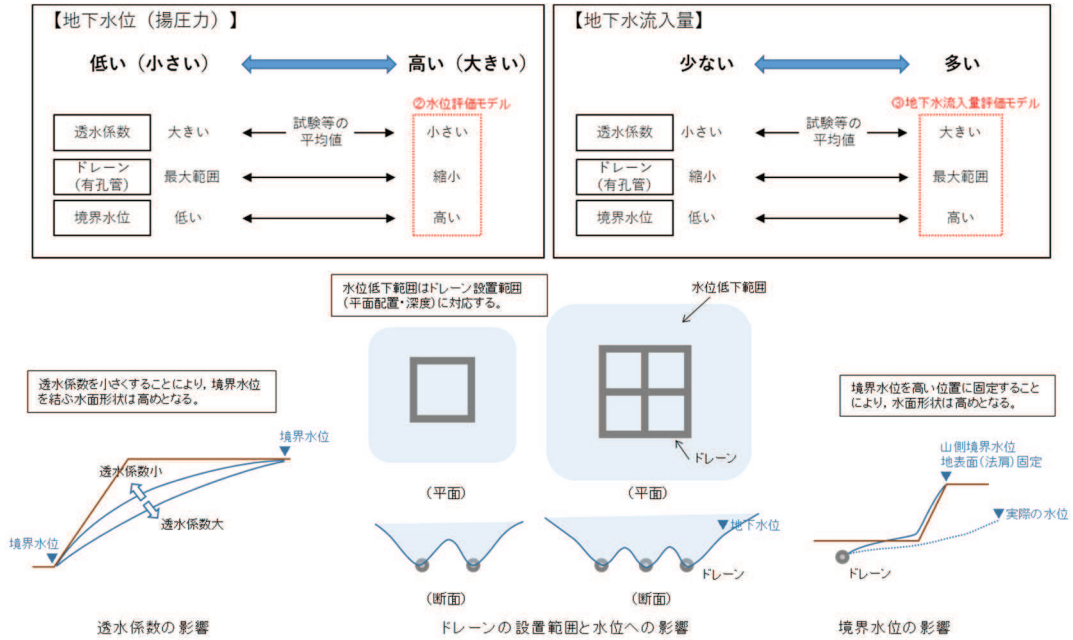 【地下水位（揚圧力）】
低い（小さい）
高い（大きい）
②水位評価モデル
透水係数
大きい
試験等の
平均値
小さい
ドレーン
(有孔管)
最大範囲
縮小
境界水位
低い
高い
【地下水流入量】
少ない
多い
③地下水流入量評価モデル
透水係数
小さい
試験等の
平均値
大きい
ドレーン
(有孔管)
縮小
最大範囲
境界水位
低い
高い
水位低下範囲はドレーン設置範囲
（平面配置・深度）に対応する。
水位低下範囲
ドレーン
（平面）
（平面）
地下水位
ドレーン
（断面）
（断面）
ドレーンの設置範囲と水位への影響
透水係数を小さくすることにより，境界水位
を結ぶ水面形状は高めとなる。
境界水位
透水係数小
透水係数大
境界水位
透水係数の影響
境界水位を高い位置に固定すること
により，水面形状は高めとなる。
山側境界水位
地表面(法肩)固定
実際の水位
ドレーン
境界水位の影響